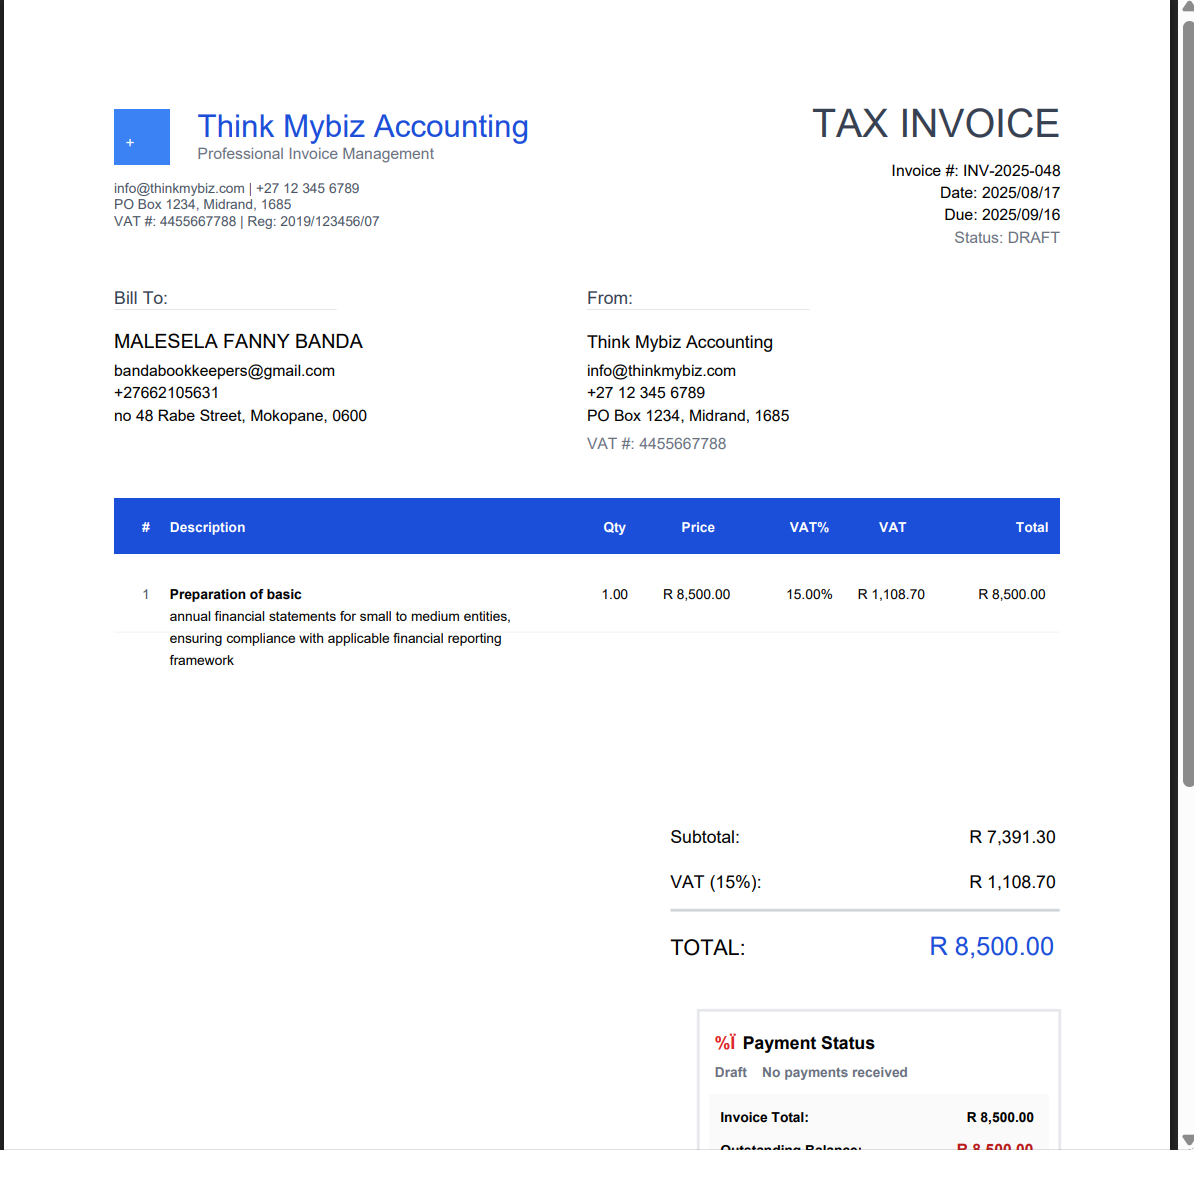 +
Think Mybiz Accounting
Professional Invoice Management
info@thinkmybiz.com | +27 12 345 6789
PO Box 1234, Midrand, 1685
VAT #: 4455667788 | Reg: 2019/123456/07
TAX INVOICE
Invoice #: INV-2025-048
Date: 2025/08/17
Due: 2025/09/16
Status: DRAFT
Bill To:
MALESELA FANNY BANDA
bandabookkeepers@gmail.com
+27662105631
no 48 Rabe Street, Mokopane, 0600
From:
Think Mybiz Accounting
info@thinkmybiz.com
+27 12 345 6789
PO Box 1234, Midrand, 1685
VAT #: 4455667788
# Description Qty Price VAT% VAT Total
1 Preparation of basic 1.00 R 8,500.00 15.00% R 1,108.70 R 8,500.00
annual financial statements for small to medium entities,
ensuring compliance with applicable financial reporting
framework
Subtotal: R 7,391.30
VAT (15%): R 1,108.70
TOTAL: R 8,500.00
%Ï Payment Status
Draft No payments received
Invoice Total: R 8,500.00
Outstanding Balance: R 8,500.00